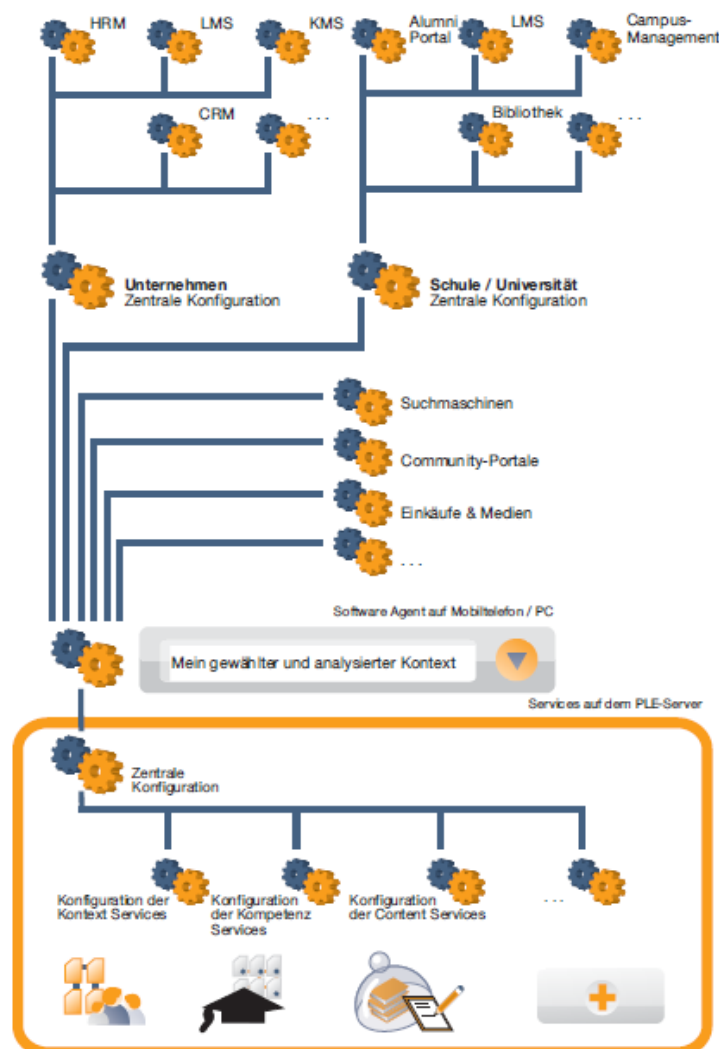 HRM
LMS
KMS
Alumni
Portal
LMS
Campus-
Management
CRM
. . .
Bibliothek
. . .
Unternehmen
Zentrale Konfiguration
Schule / Universität
Zentrale Konfiguration
Suchmaschinen
Community-Portale
Einkäufe & Medien
. . .
Software Agent auf Mobiltelefon / PC
Mein gewählter und analysierter Kontext
Services auf dem PLE-Server
Zentrale
Konfiguration
Konfiguration der
Kontext Services
Konfiguration
der Kompetenz
Services
Konfiguration
der Content Services
. . .